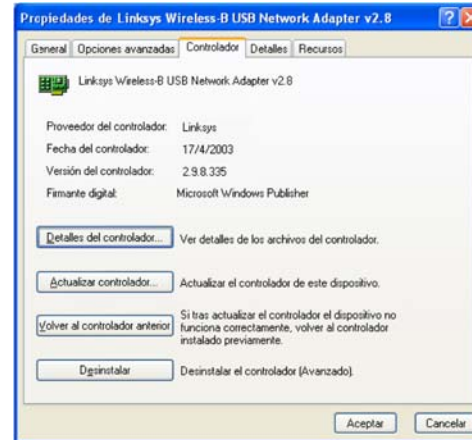 Propiedades de Linksys Wireless-B USB Network Adapter v2.8
General Opciones avanzadas Controlador Detalles Recursos
Linksys Wireless-B USB Network Adapter v2.8
Proveedor del controlador: Linksys
Fecha del controlador: 17/4/2003
Versión del controlador: 2.9.8.335
Firmante digital: Microsoft Windows Publisher
Detalles del controlador... Ver detalles de los archivos del controlador.
Actualizar controlador... Actualizar el controlador de este dispositivo.
Volver al controlador anterior Si tras actualizar el controlador el dispositivo no
funciona correctamente, volver al controlador
instalado previamente.
Desinstalar Desinstalar el controlador (Avanzado).
Aceptar Cancelar